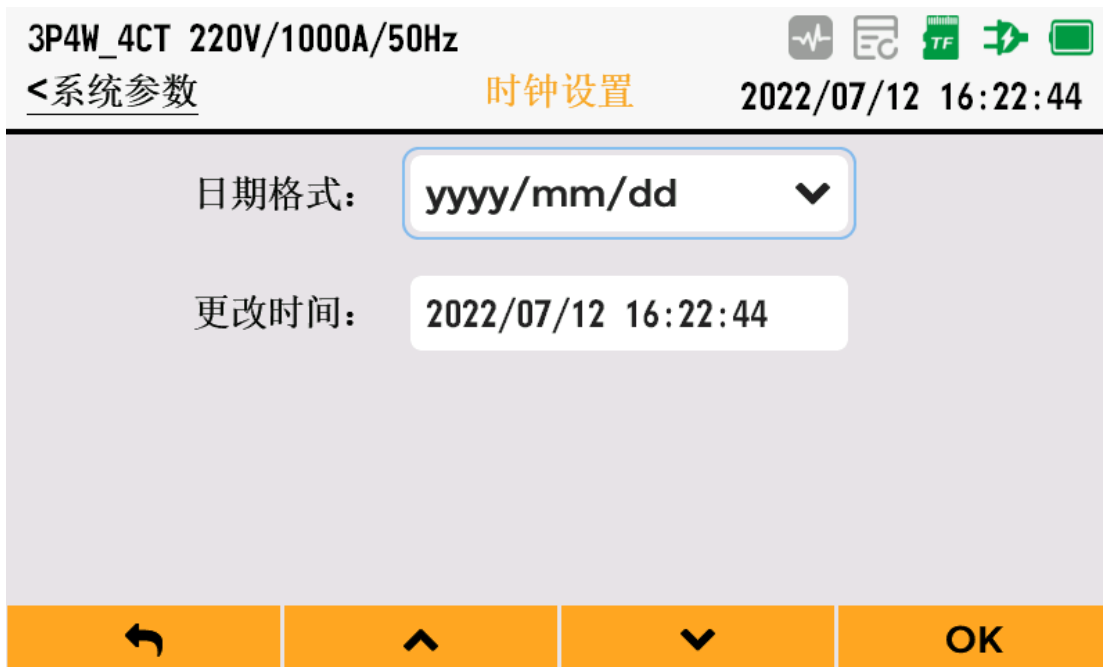 3P4W_4CT 220V/1000A/50Hz
TF
<系统参数 时钟设置 2022/07/12 16:22:44
日期格式： yyyy/mm/dd
更改时间： 2022/07/12 16:22:44
OK